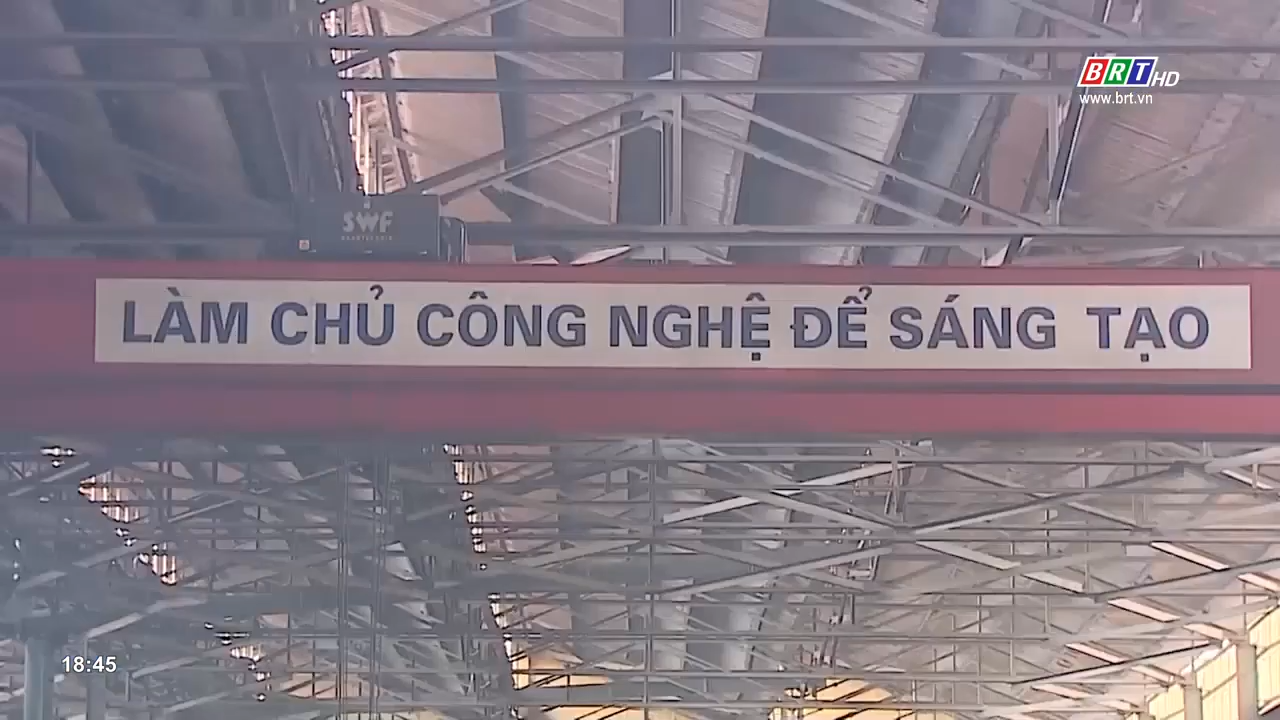 BRT HD
www.brt.vn
SWF
LÀM CHỦ CÔNG NGHỆ ĐỂ SÁNG TẠO
18:45